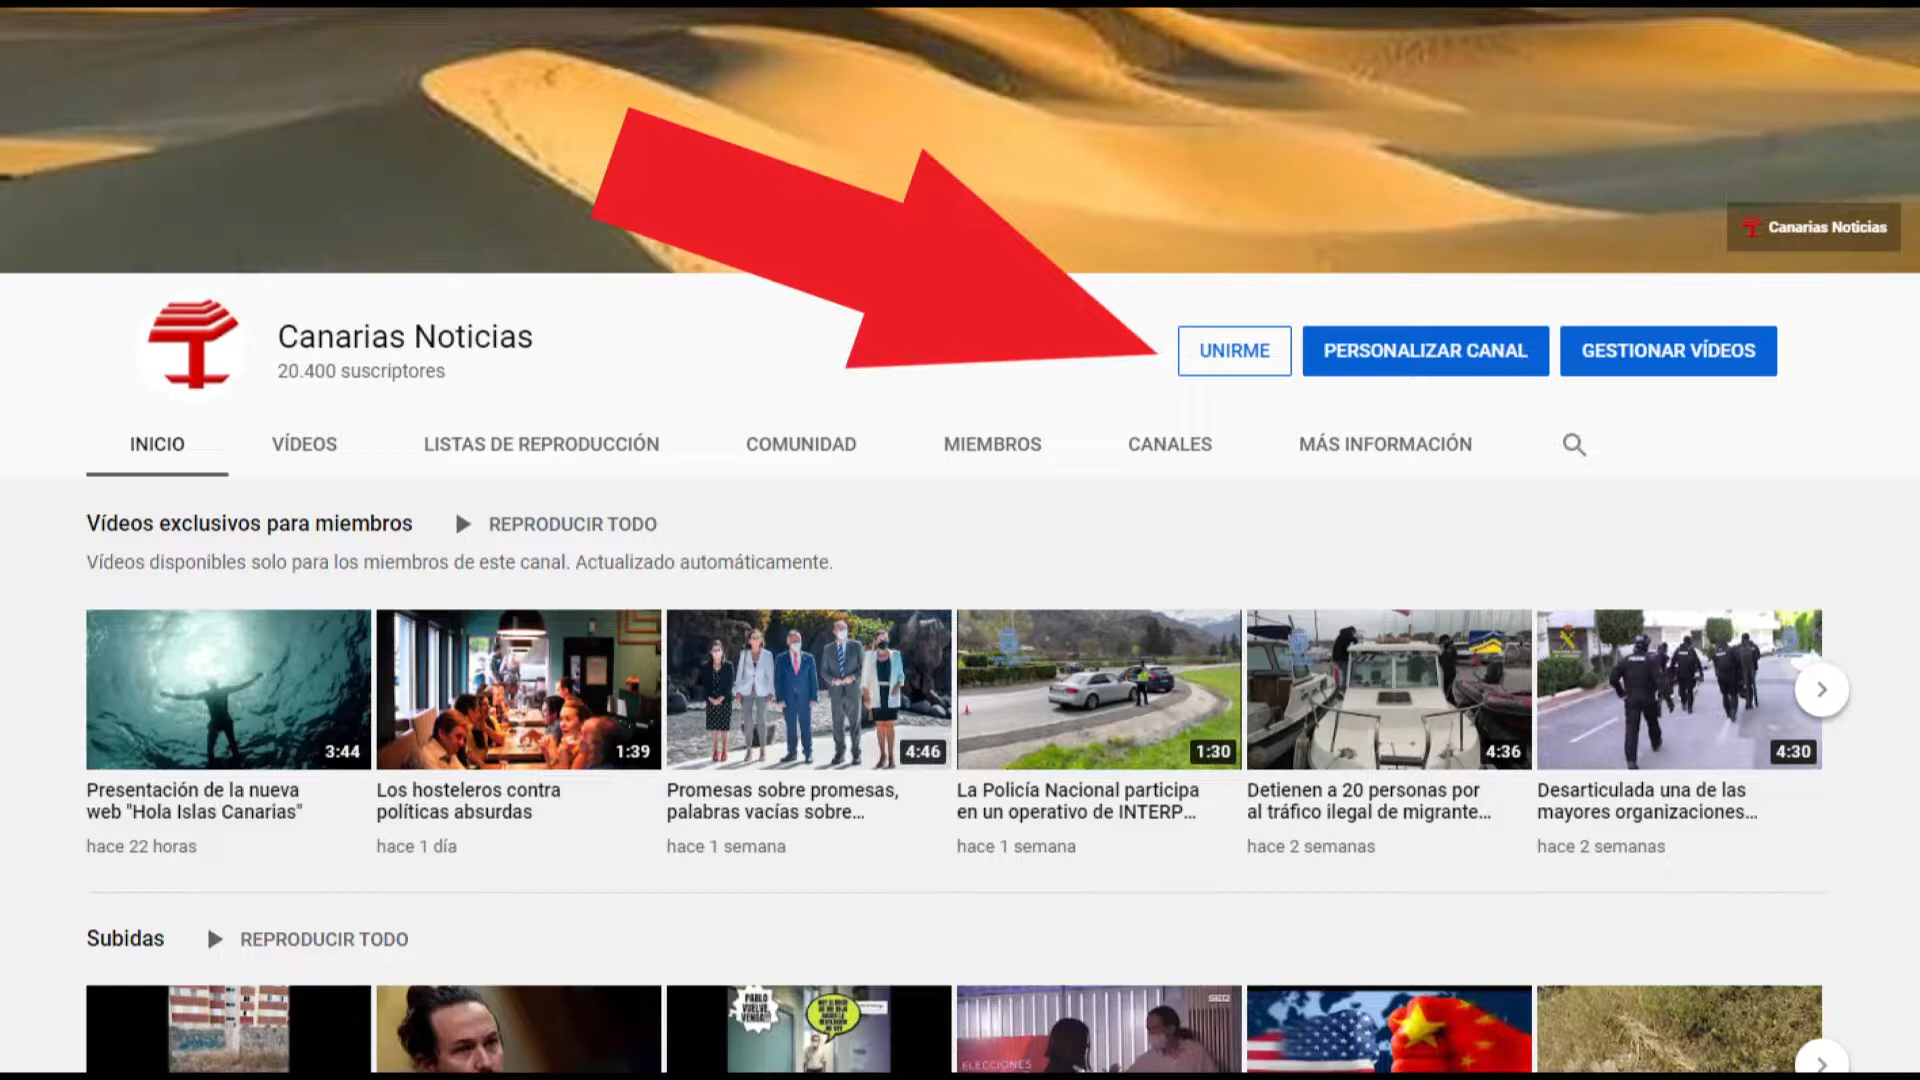 Canarias Noticias
Canarias Noticias
20.400 suscriptores
UNIRME
PERSONALIZAR CANAL
GESTIONAR VÍDEOS
INICIO
VÍDEOS
LISTAS DE REPRODUCCIÓN
COMUNIDAD
MIEMBROS
CANALES
MÁS INFORMACIÓN
Vídeos exclusivos para miembros
REPRODUCIR TODO
Vídeos disponibles solo para los miembros de este canal. Actualizado automáticamente.
3:44
1:39
4:46
1:30
4:36
4:30
Presentación de la nueva
web "Hola Islas Canarias"
hace 22 horas
Los hosteleros contra
políticas absurdas
hace 1 día
Promesas sobre promesas,
palabras vacías sobre...
hace 1 semana
La Policía Nacional participa
en un operativo de INTERP...
hace 1 semana
Detienen a 20 personas por
al tráfico ilegal de migrante...
hace 2 semanas
Desarticulada una de las
mayores organizaciones...
hace 2 semanas
Subidas
REPRODUCIR TODO
PABLO
VUELVE,
VENGA!!!
SER
ELECCIONES